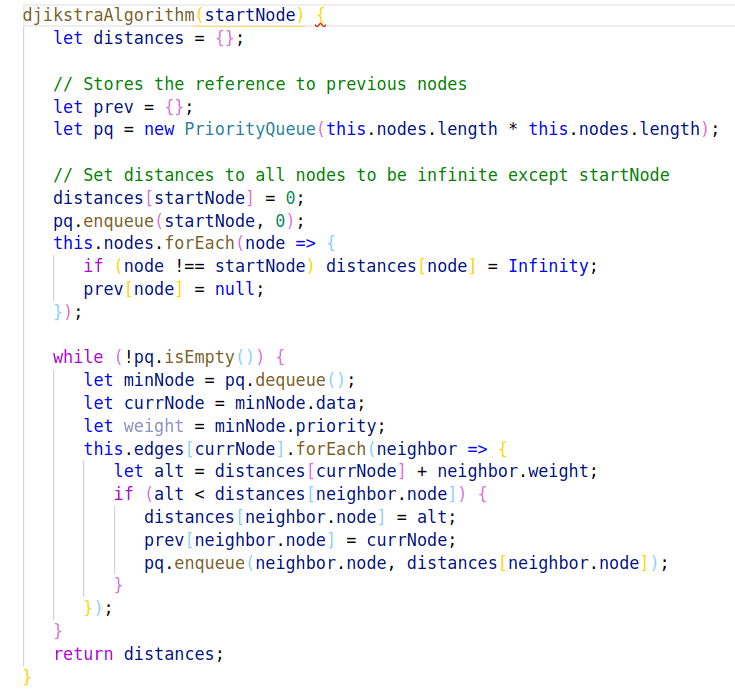 djikstraAlgorithm(startNode) {
   let distances = {};

   // Stores the reference to previous nodes
   let prev = {};
   let pq = new PriorityQueue(this.nodes.length * this.nodes.length);

   // Set distances to all nodes to be infinite except startNode
   distances[startNode] = 0;
   pq.enqueue(startNode, 0);
   this.nodes.forEach(node => {
      if (node !== startNode) distances[node] = Infinity;
      prev[node] = null;
   });

   while (!pq.isEmpty()) {
      let minNode = pq.dequeue();
      let currNode = minNode.data;
      let weight = minNode.priority;
      this.edges[currNode].forEach(neighbor => {
         let alt = distances[currNode] + neighbor.weight;
         if (alt < distances[neighbor.node]) {
            distances[neighbor.node] = alt;
            prev[neighbor.node] = currNode;
            pq.enqueue(neighbor.node, distances[neighbor.node]);
         }
      });
   }
   return distances;
}